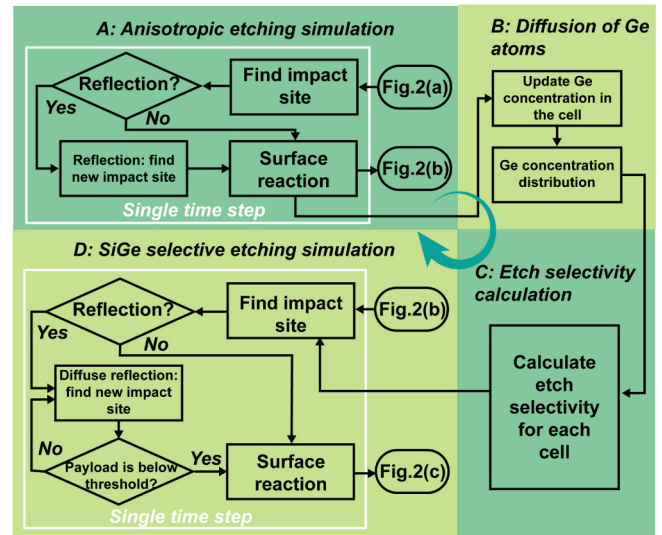 A: Anisotropic etching simulation
Reflection?
Find impact
site
Fig.2(a)
Yes
No
Reflection: find
new impact site
Surface
reaction
Fig.2(b)
Single time step
B: Diffusion of Ge
atoms
Update Ge
concentration in
the cell
Ge concentration
distribution
C: Etch selectivity
calculation
Calculate
etch
selectivity
for each
cell
D: SiGe selective etching simulation
Reflection?
Find impact
site
Fig.2(b)
Yes
No
Diffuse reflection:
find new impact
site
No
Payload is below
threshold?
Yes
Surface
reaction
Fig.2(c)
Single time step